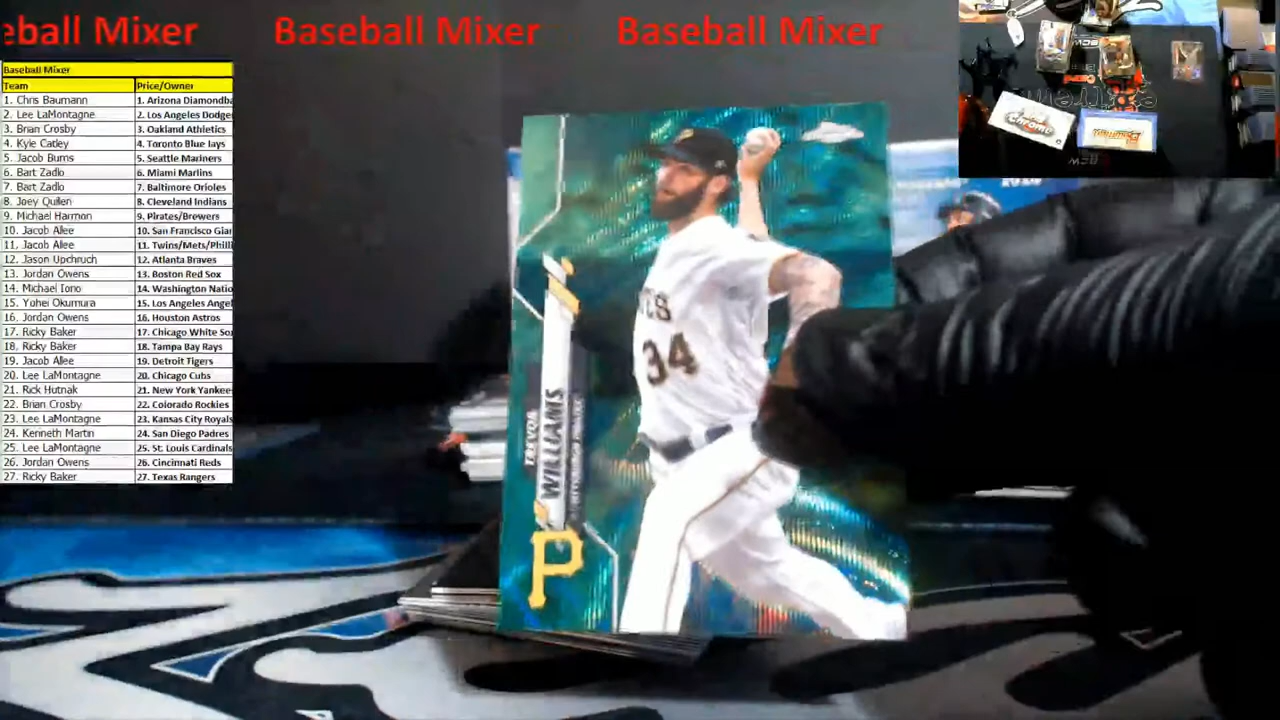 eball Mixer Baseball Mixer Baseball Mixer
Baseball Mixer
Team Price/Owner
1. Chris Baumann 1. Arizona Diamondba
2. Lee LaMontagne 2. Los Angeles Dodge
3. Brian Crosby 3. Oakland Athletics
4. Kyle Catley 4. Toronto Blue Jays
5. Jacob Bums 5. Seattle Mariners
6. Bart Zadlo 6. Miami Marlins
7. Bart Zadlo 7. Baltimore Orioles
8. Joey Quilen 8. Cleveland Indians
9. Michael Harmon 9. Pirates/Brewers
10. Jacob Allee 10. San Francisco Gian
11. Jacob Allee 11. Twins/Mets/Philli
12. Jason Upchruch 12. Atlanta Braves
13. Jordan Owens 13. Boston Red Sox
14. Michael Iorio 14. Washington Natio
15. Yohei Okumura 15. Los Angeles Angel
16. Jordan Owens 16. Houston Astros
17. Ricky Baker 17. Chicago White So
18. Ricky Baker 18. Tampa Bay Rays
19. Jacob Allee 19. Detroit Tigers
20. Lee LaMontagne 20. Chicago Cubs
21. Rick Hutnak 21. New York Yankee
22. Brian Crosby 22. Colorado Rockies
23. Lee LaMontagne 23. Kansas City Royals
24. Kenneth Martin 24. San Diego Padres
25. Lee LaMontagne 25. St. Louis Cardinals
26. Jordan Owens 26. Cincinnati Reds
27. Ricky Baker 27. Texas Rangers
34
TREVOR
WILLIAMS
PITTSBURGH PIRATES
P
Chrome